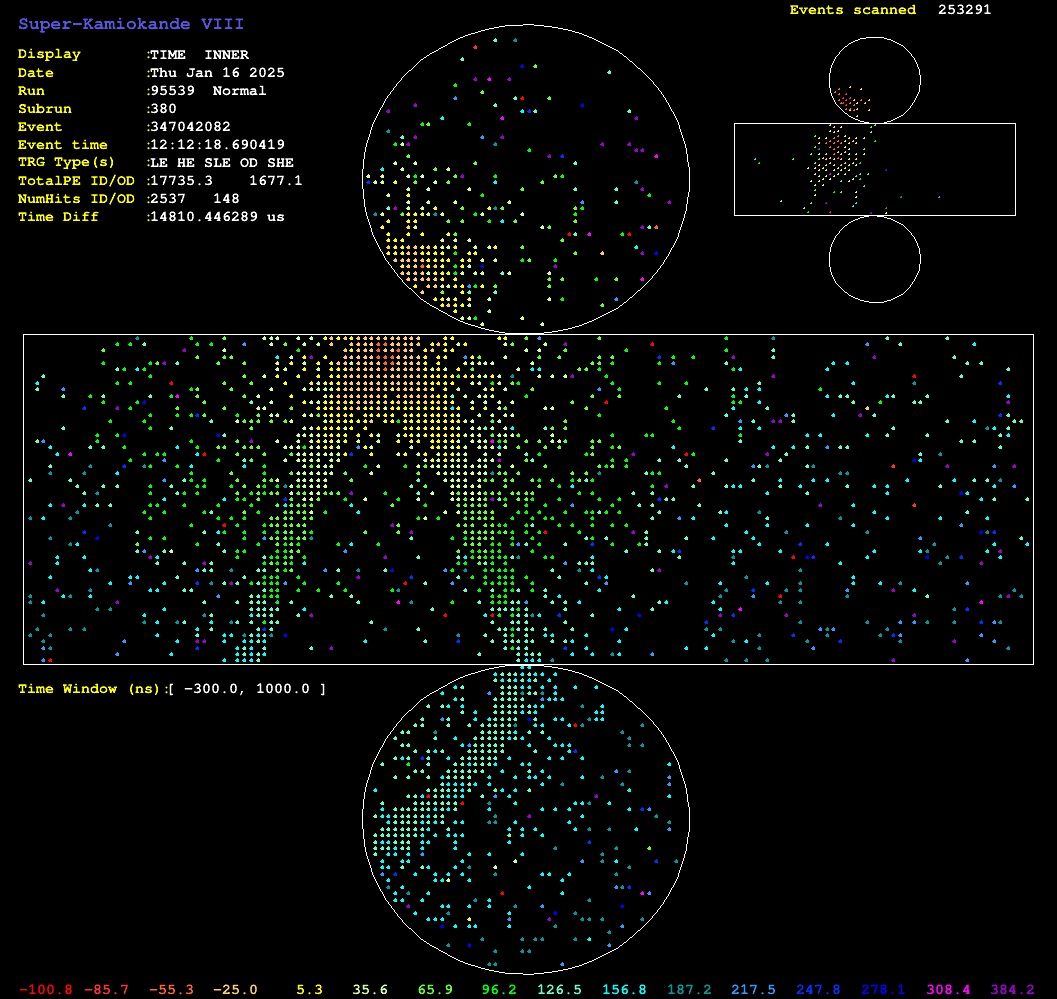 Super-Kamiokande VIII
Events scanned 253291
Display :TIME INNER
Date :Thu Jan 16 2025
Run :95539 Normal
Subrun :380
Event :347042082
Event time :12:12:18.690419
TRG Type(s) :LE HE SLE OD SHE
TotalPE ID/OD :17735.3 1677.1
NumHits ID/OD :2537 148
Time Diff :14810.446289 us
Time Window (ns):[ -300.0, 1000.0 ]
-100.8 -85.7 -55.3 -25.0 5.3 35.6 65.9 96.2 126.5 156.8 187.2 217.5 247.8 278.1 308.4 384.2